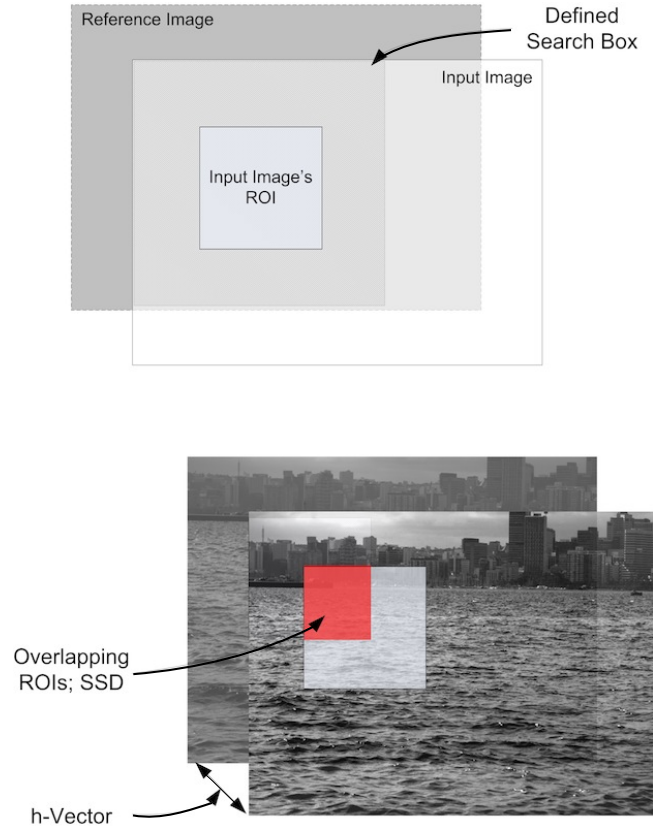 Reference Image
Defined
Search Box
Input Image
Input Image's
ROI
Overlapping
ROIs; SSD
h-Vector